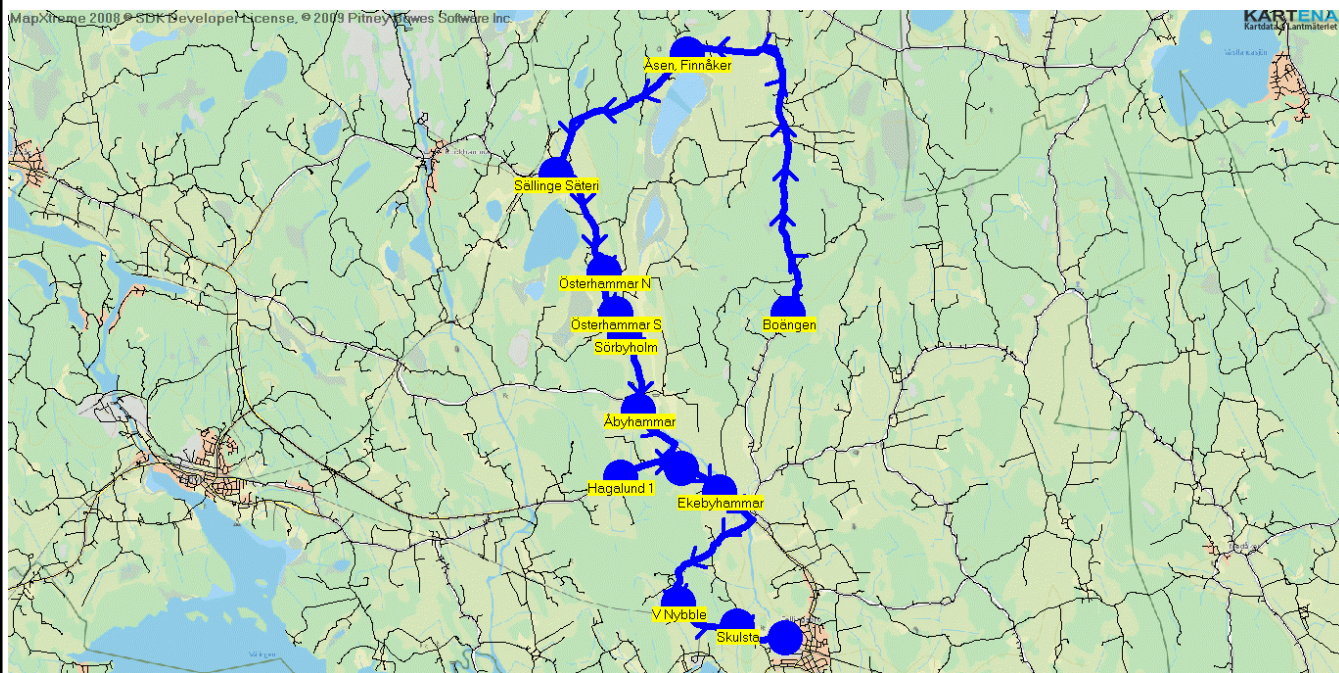 MapXtreme 2008 ® SDK Developer License, © 2009 Pitney Bowes Software Inc.
KARTENA
Kartdata © Lantmäteriet
Åsen, Finnåker
Sällinge Säteri
Österhammar N
Österhammar S
Boängen
Sörbyholm
Åbyhammar
Hagalund 1
Ekebyhammar
V Nybble
Skulsta